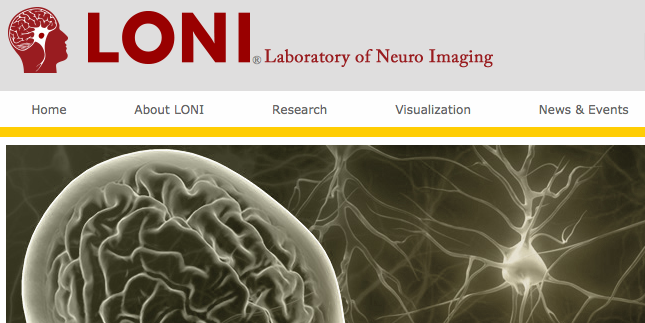 LONI® Laboratory of Neuro Imaging
Home About LONI Research Visualization News & Events